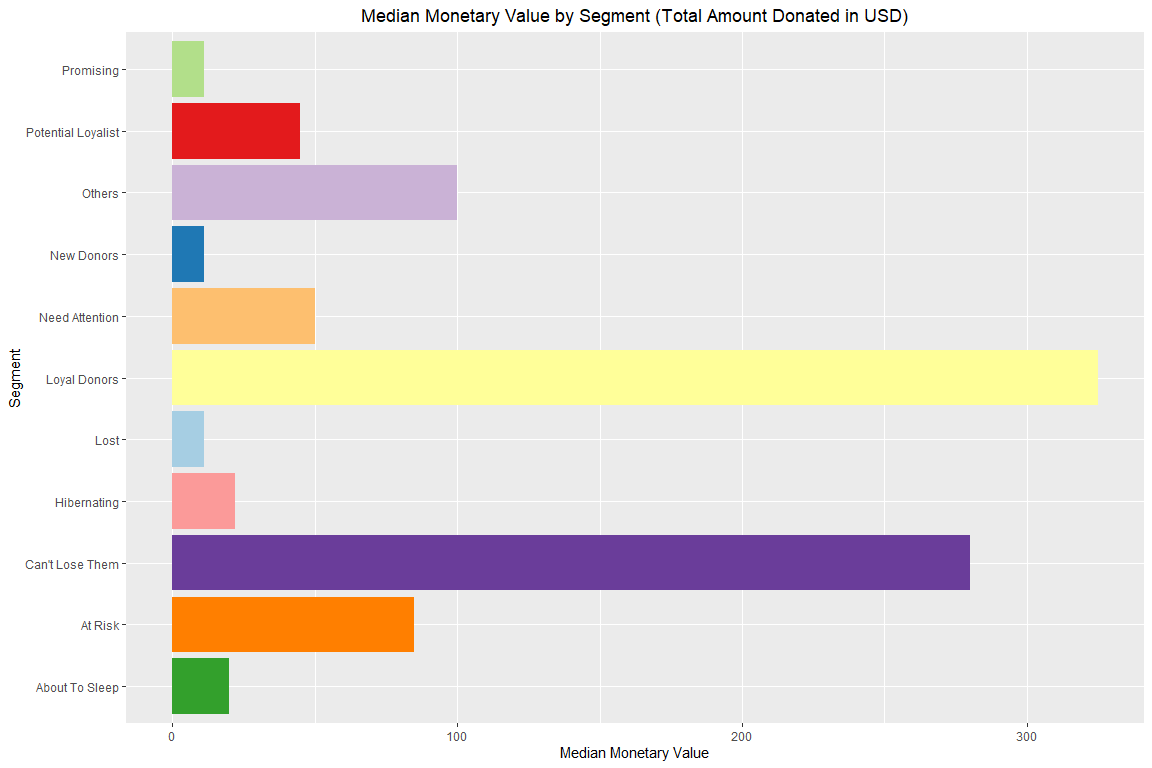 Median Monetary Value by Segment (Total Amount Donated in USD)
Promising
Potential Loyalist
Others
New Donors
Need Attention
Loyal Donors
Lost
Hibernating
Can't Lose Them
At Risk
About To Sleep
Segment
0 100 200 300
Median Monetary Value